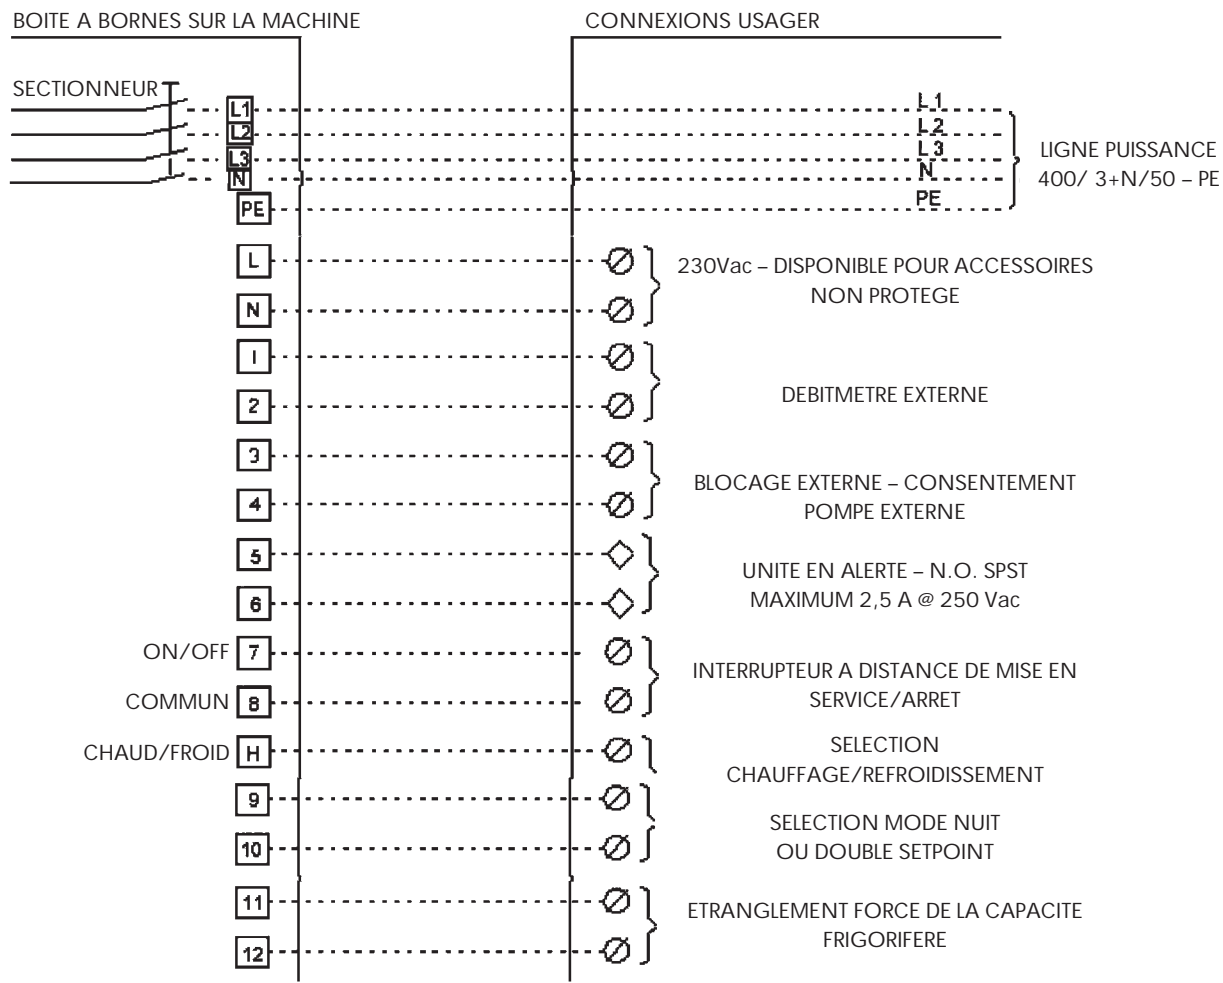 BOITE A BORNES SUR LA MACHINE
CONNEXIONS USAGER
SECTIONNEUR
L1
L1
L2
L2
L3
L3
N
N
PE
PE
LIGNE PUISSANCE
400/ 3+N/50 – PE
L
N
230Vac – DISPONIBLE POUR ACCESSOIRES
NON PROTEGE
1
2
DEBITMETRE EXTERNE
3
4
BLOCAGE EXTERNE – CONSENTEMENT
POMPE EXTERNE
5
6
UNITE EN ALERTE – N.O. SPST
MAXIMUM 2,5 A @ 250 Vac
ON/OFF 7
COMMUN 8
INTERRUPTEUR A DISTANCE DE MISE EN
SERVICE/ARRET
CHAUD/FROID H
SELECTION
CHAUFFAGE/REFROIDISSEMENT
9
10
SELECTION MODE NUIT
OU DOUBLE SETPOINT
11
12
ETRANGLEMENT FORCE DE LA CAPACITE
FRIGORIFERE